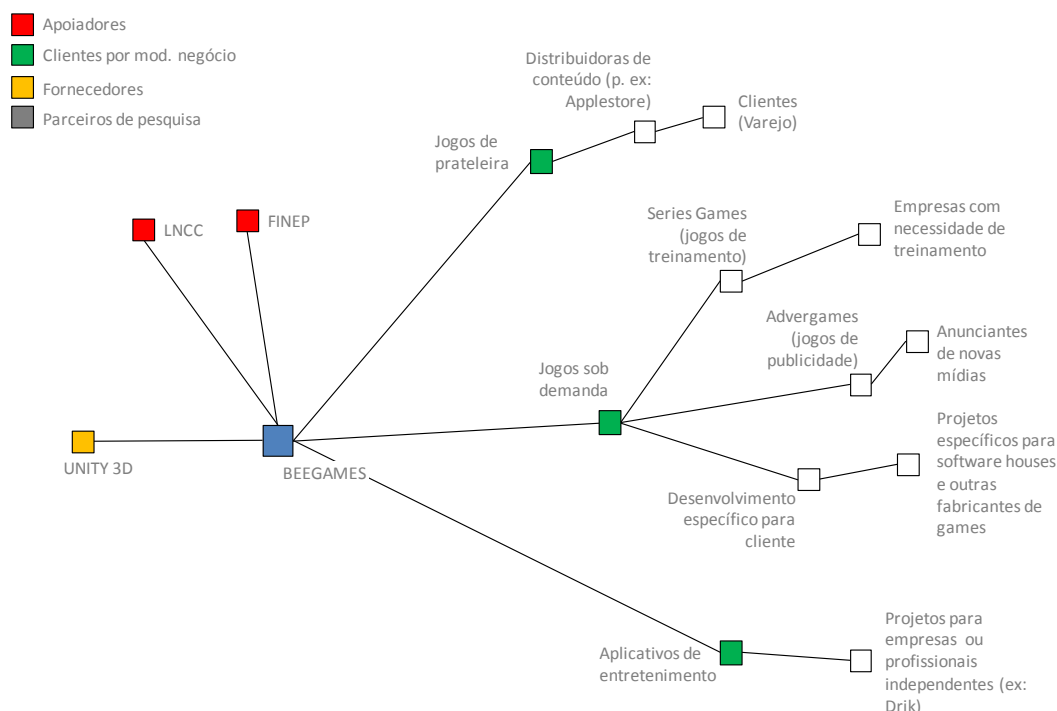 Apoiadores
Clientes por mod. negócio
Fornecedores
Parceiros de pesquisa
Distribuidoras de
conteúdo (p. ex:
Applestore)
Clientes
(Varejo)
Jogos de
prateleira
LNCC
FINEP
Series Games
(jogos de
treinamento)
Empresas com
necessidade de
treinamento
Advergames
(jogos de
publicidade)
Anunciantes
de novas
mídias
Jogos sob
demanda
UNITY 3D
BEEGAMES
Desenvolvimento
específico para
cliente
Projetos
específicos para
software houses
e outras
fabricantes de
games
Aplicativos de
entretenimento
Projetos para
empresas ou
profissionais
independentes (ex:
Drik)